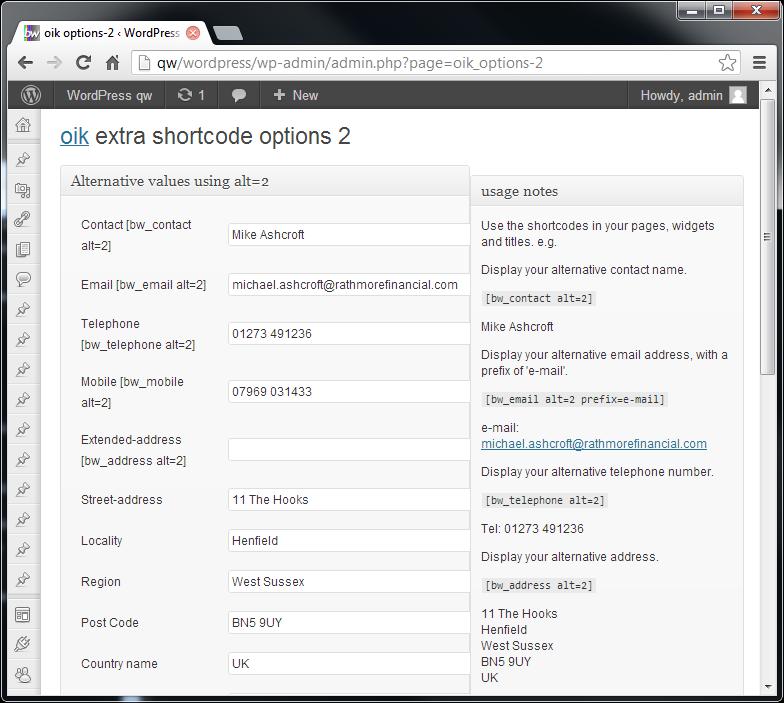 oik options-2 ‹ WordPress
qw/wordpress/wp-admin/admin.php?page=oik_options-2
WordPress qw
1
+ New
Howdy, admin
oik extra shortcode options 2
Alternative values using alt=2
Contact [bw_contact
alt=2]
Mike Ashcroft
Email [bw_email alt=2]
michael.ashcroft@rathmorefinancial.com
Telephone
[bw_telephone alt=2]
01273 491236
Mobile [bw_mobile
alt=2]
07969 031433
Extended-address
[bw_address alt=2]
Street-address
11 The Hooks
Locality
Henfield
Region
West Sussex
Post Code
BN5 9UY
Country name
UK
usage notes
Use the shortcodes in your pages, widgets
and titles. e.g.
Display your alternative contact name.
[bw_contact alt=2]
Mike Ashcroft
Display your alternative email address, with a
prefix of 'e-mail'.
[bw_email alt=2 prefix=e-mail]
e-mail:
michael.ashcroft@rathmorefinancial.com
Display your alternative telephone number.
[bw_telephone alt=2]
Tel: 01273 491236
Display your alternative address.
[bw_address alt=2]
11 The Hooks
Henfield
West Sussex
BN5 9UY
UK